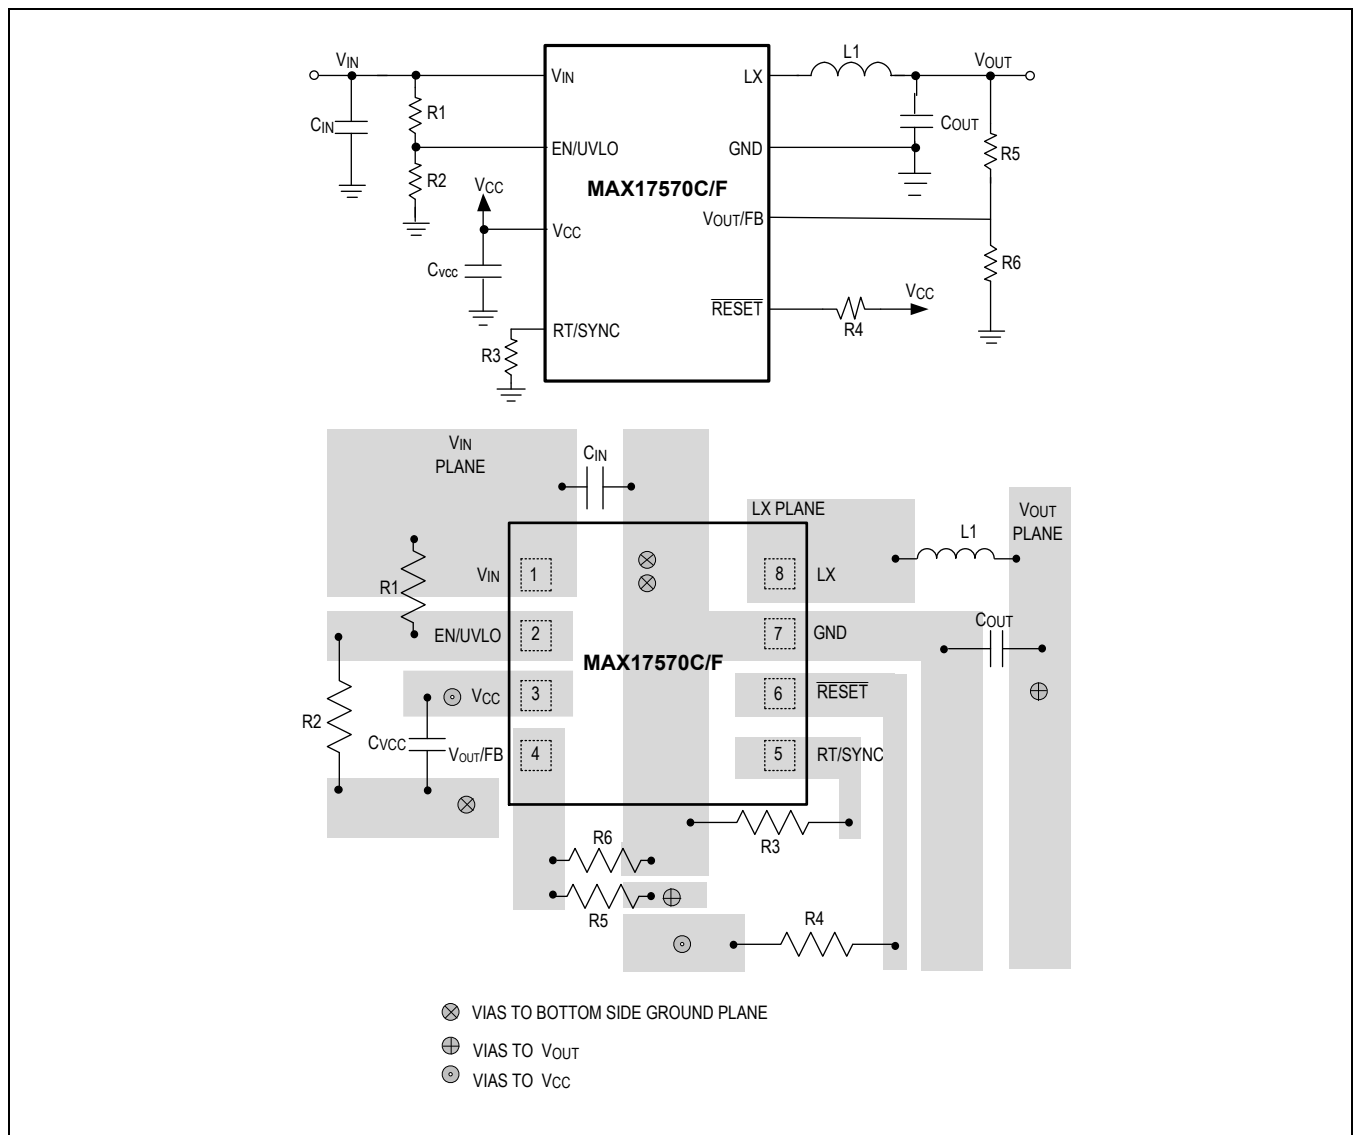 VIN
VIN
R1
CIN
EN/UVLO
R2
VCC
VCC
CVCC
RT/SYNC
R3
MAX17570C/F
LX
L1
VOUT
COUT
GND
R5
VOUT/FB
R6
RESET
VCC
R4
VIN
PLANE
CIN
LX PLANE
VOUT
PLANE
L1
R1
VIN
1
8
LX
EN/UVLO
2
7
GND
COUT
MAX17570C/F
VCC
3
6
RESET
R2
CVCC
VOUT/FB
4
5
RT/SYNC
R3
R6
R5
R4
VIAS TO BOTTOM SIDE GROUND PLANE
VIAS TO VOUT
VIAS TO VCC